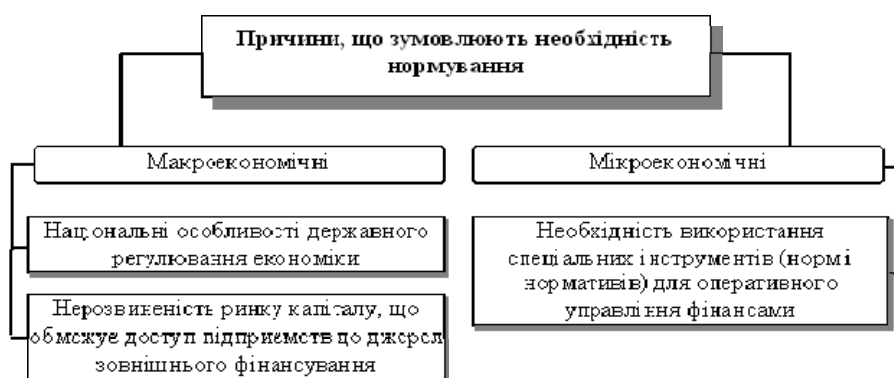 Причини, що зумовлюють необхідність
нормування
Макроекономічні
Мікроекономічні
Національні особливості державного
регулювання економіки
Необхідність використання
спеціальних інструментів (норм і
нормативів) для оперативного
управління фінансами
Нерозвиненість ринку капіталу, що
обмежує доступ підприємств до джерел
зовнішнього фінансування